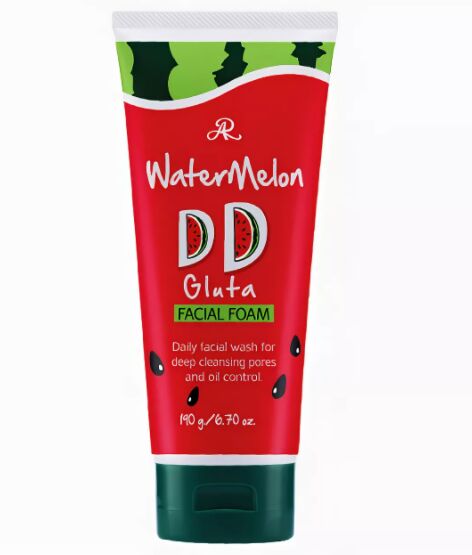 AR
WaterMelon
DD
Gluta
FACIAL FOAM
Daily facial wash for
deep cleansing pores
and oil control.
190 g./6.70 oz.